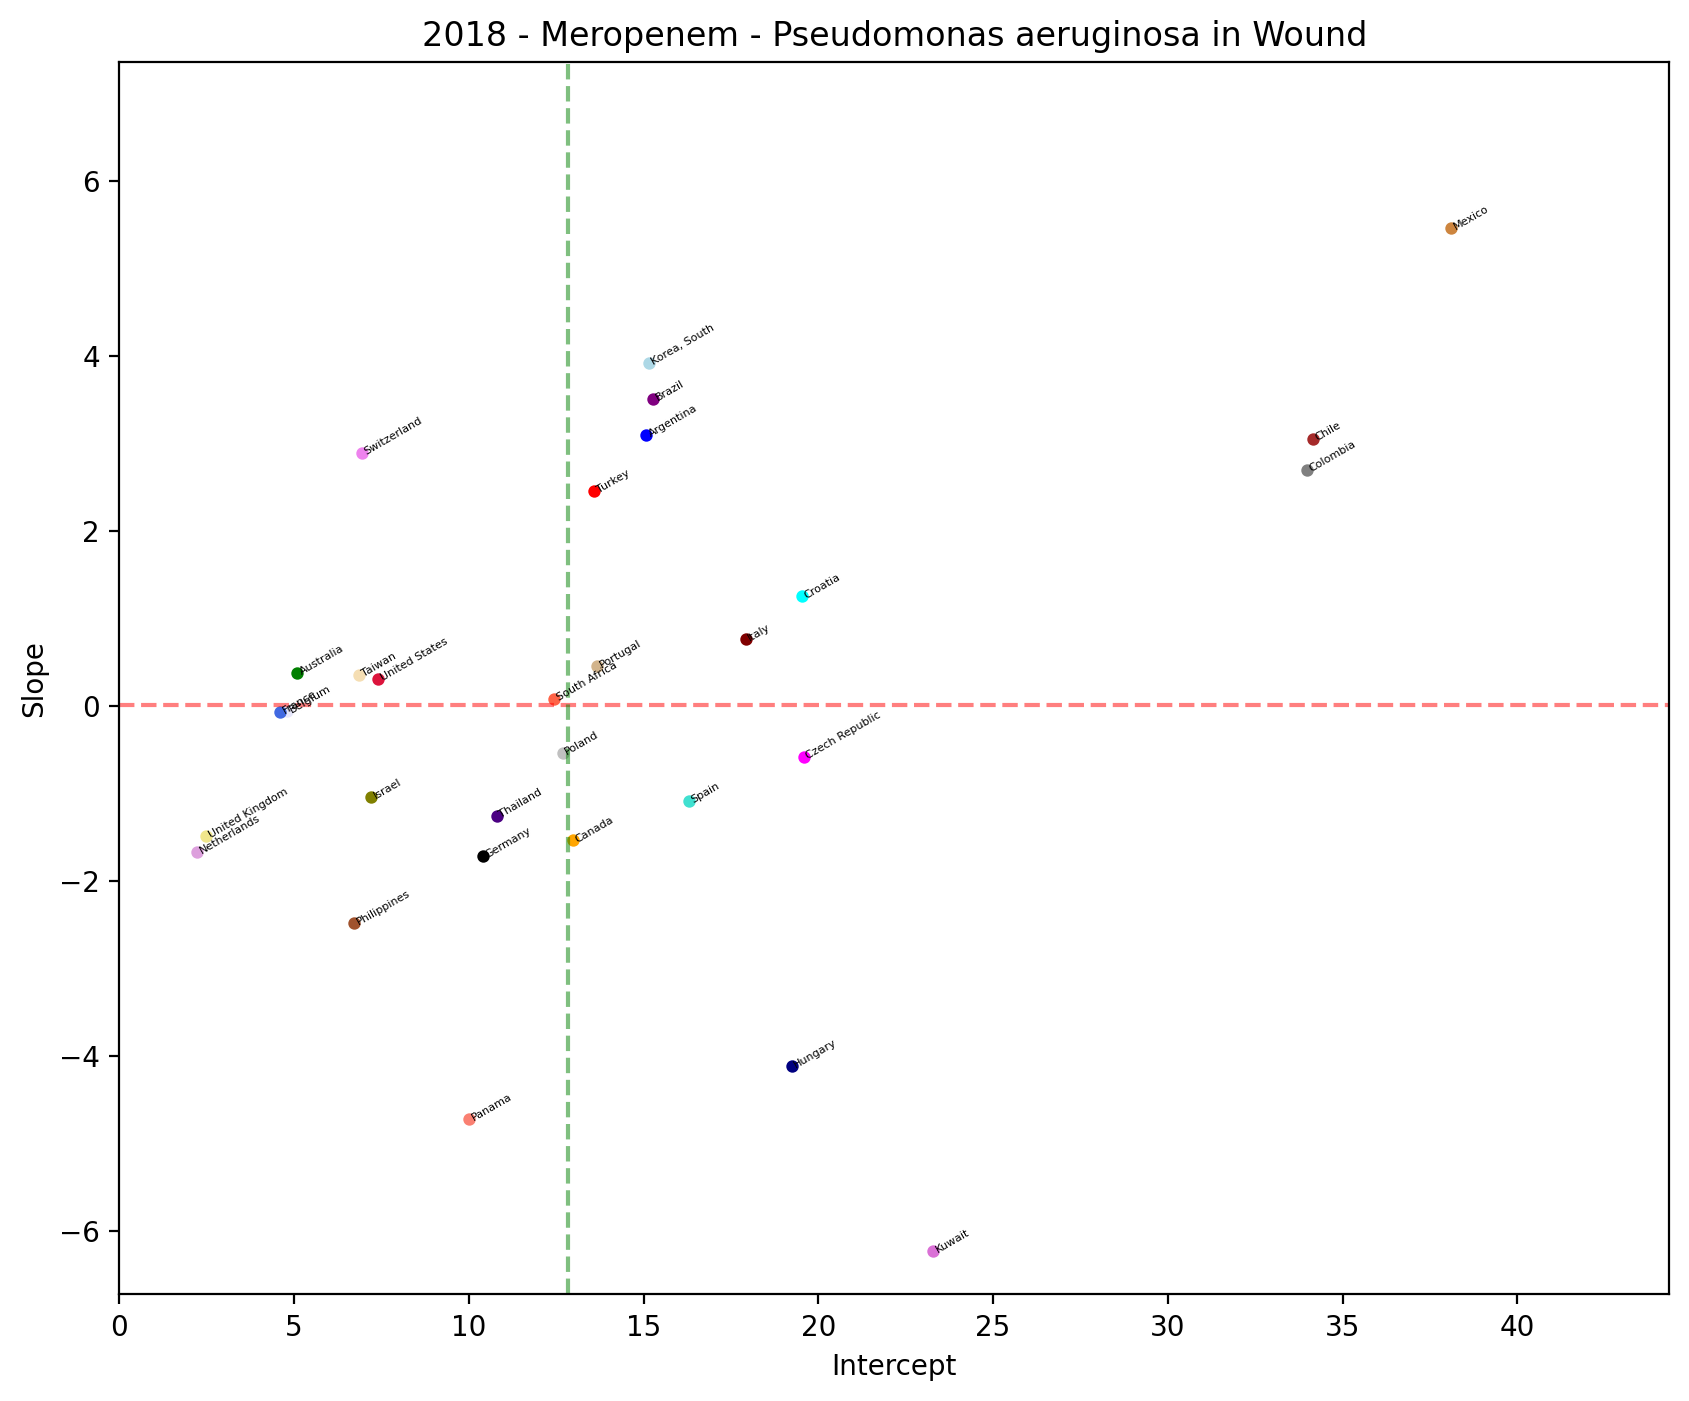 2018 - Meropenem - Pseudomonas aeruginosa in Wound
6
4
2
0
−2
−4
−6
Slope
Mexico
Korea, South
Brazil
Argentina
Switzerland
Chile
Colombia
Turkey
Croatia
Italy
Portugal
South Africa
Australia
Taiwan
United States
France
Belgium
Poland
Czech Republic
Israel
Thailand
Spain
United Kingdom
Netherlands
Germany
Canada
Philippines
Hungary
Panama
Kuwait
0
5
10
15
20
25
30
35
40
Intercept